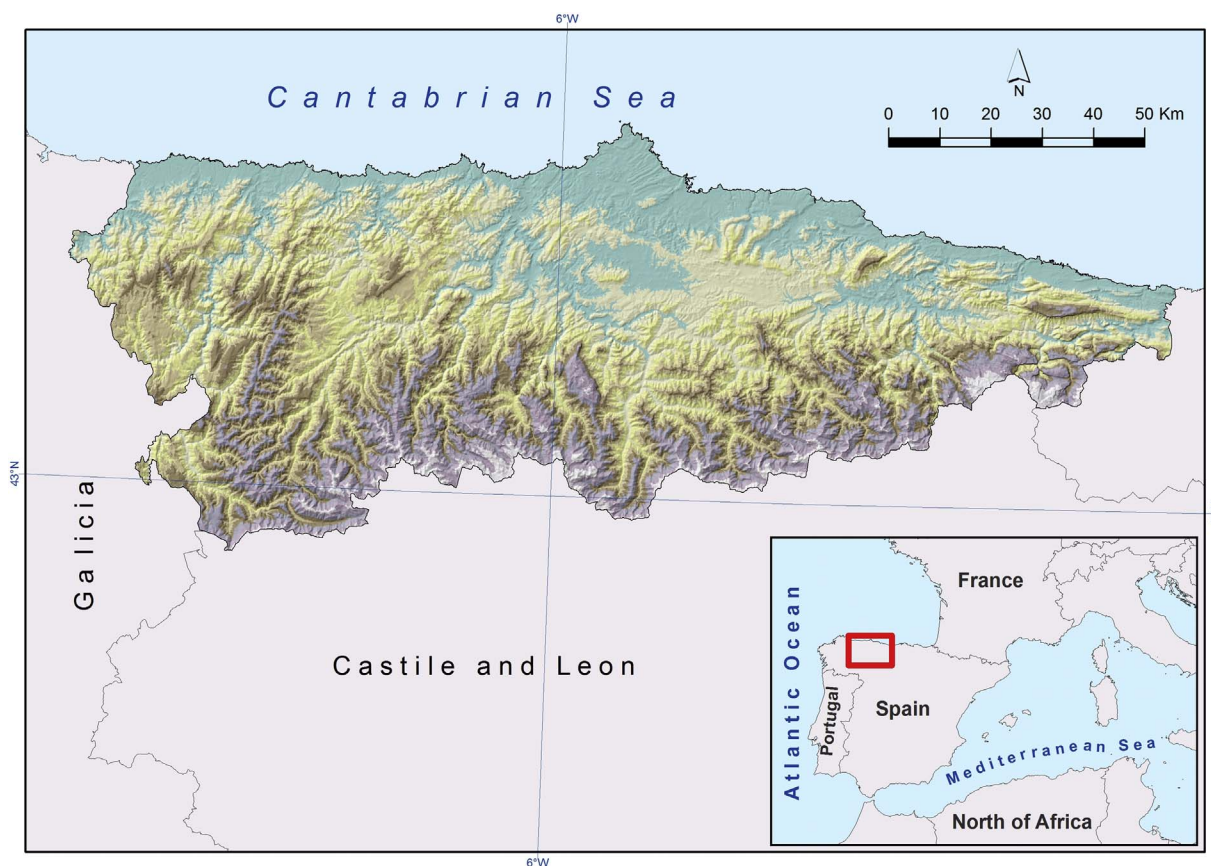 6°W
Cantabrian Sea
N
0 10 20 30 40 50 Km
43°N
Galicia
Castile and Leon
6°W
France
Atlantic Ocean
Portugal
Spain
Mediterranean Sea
North of Africa